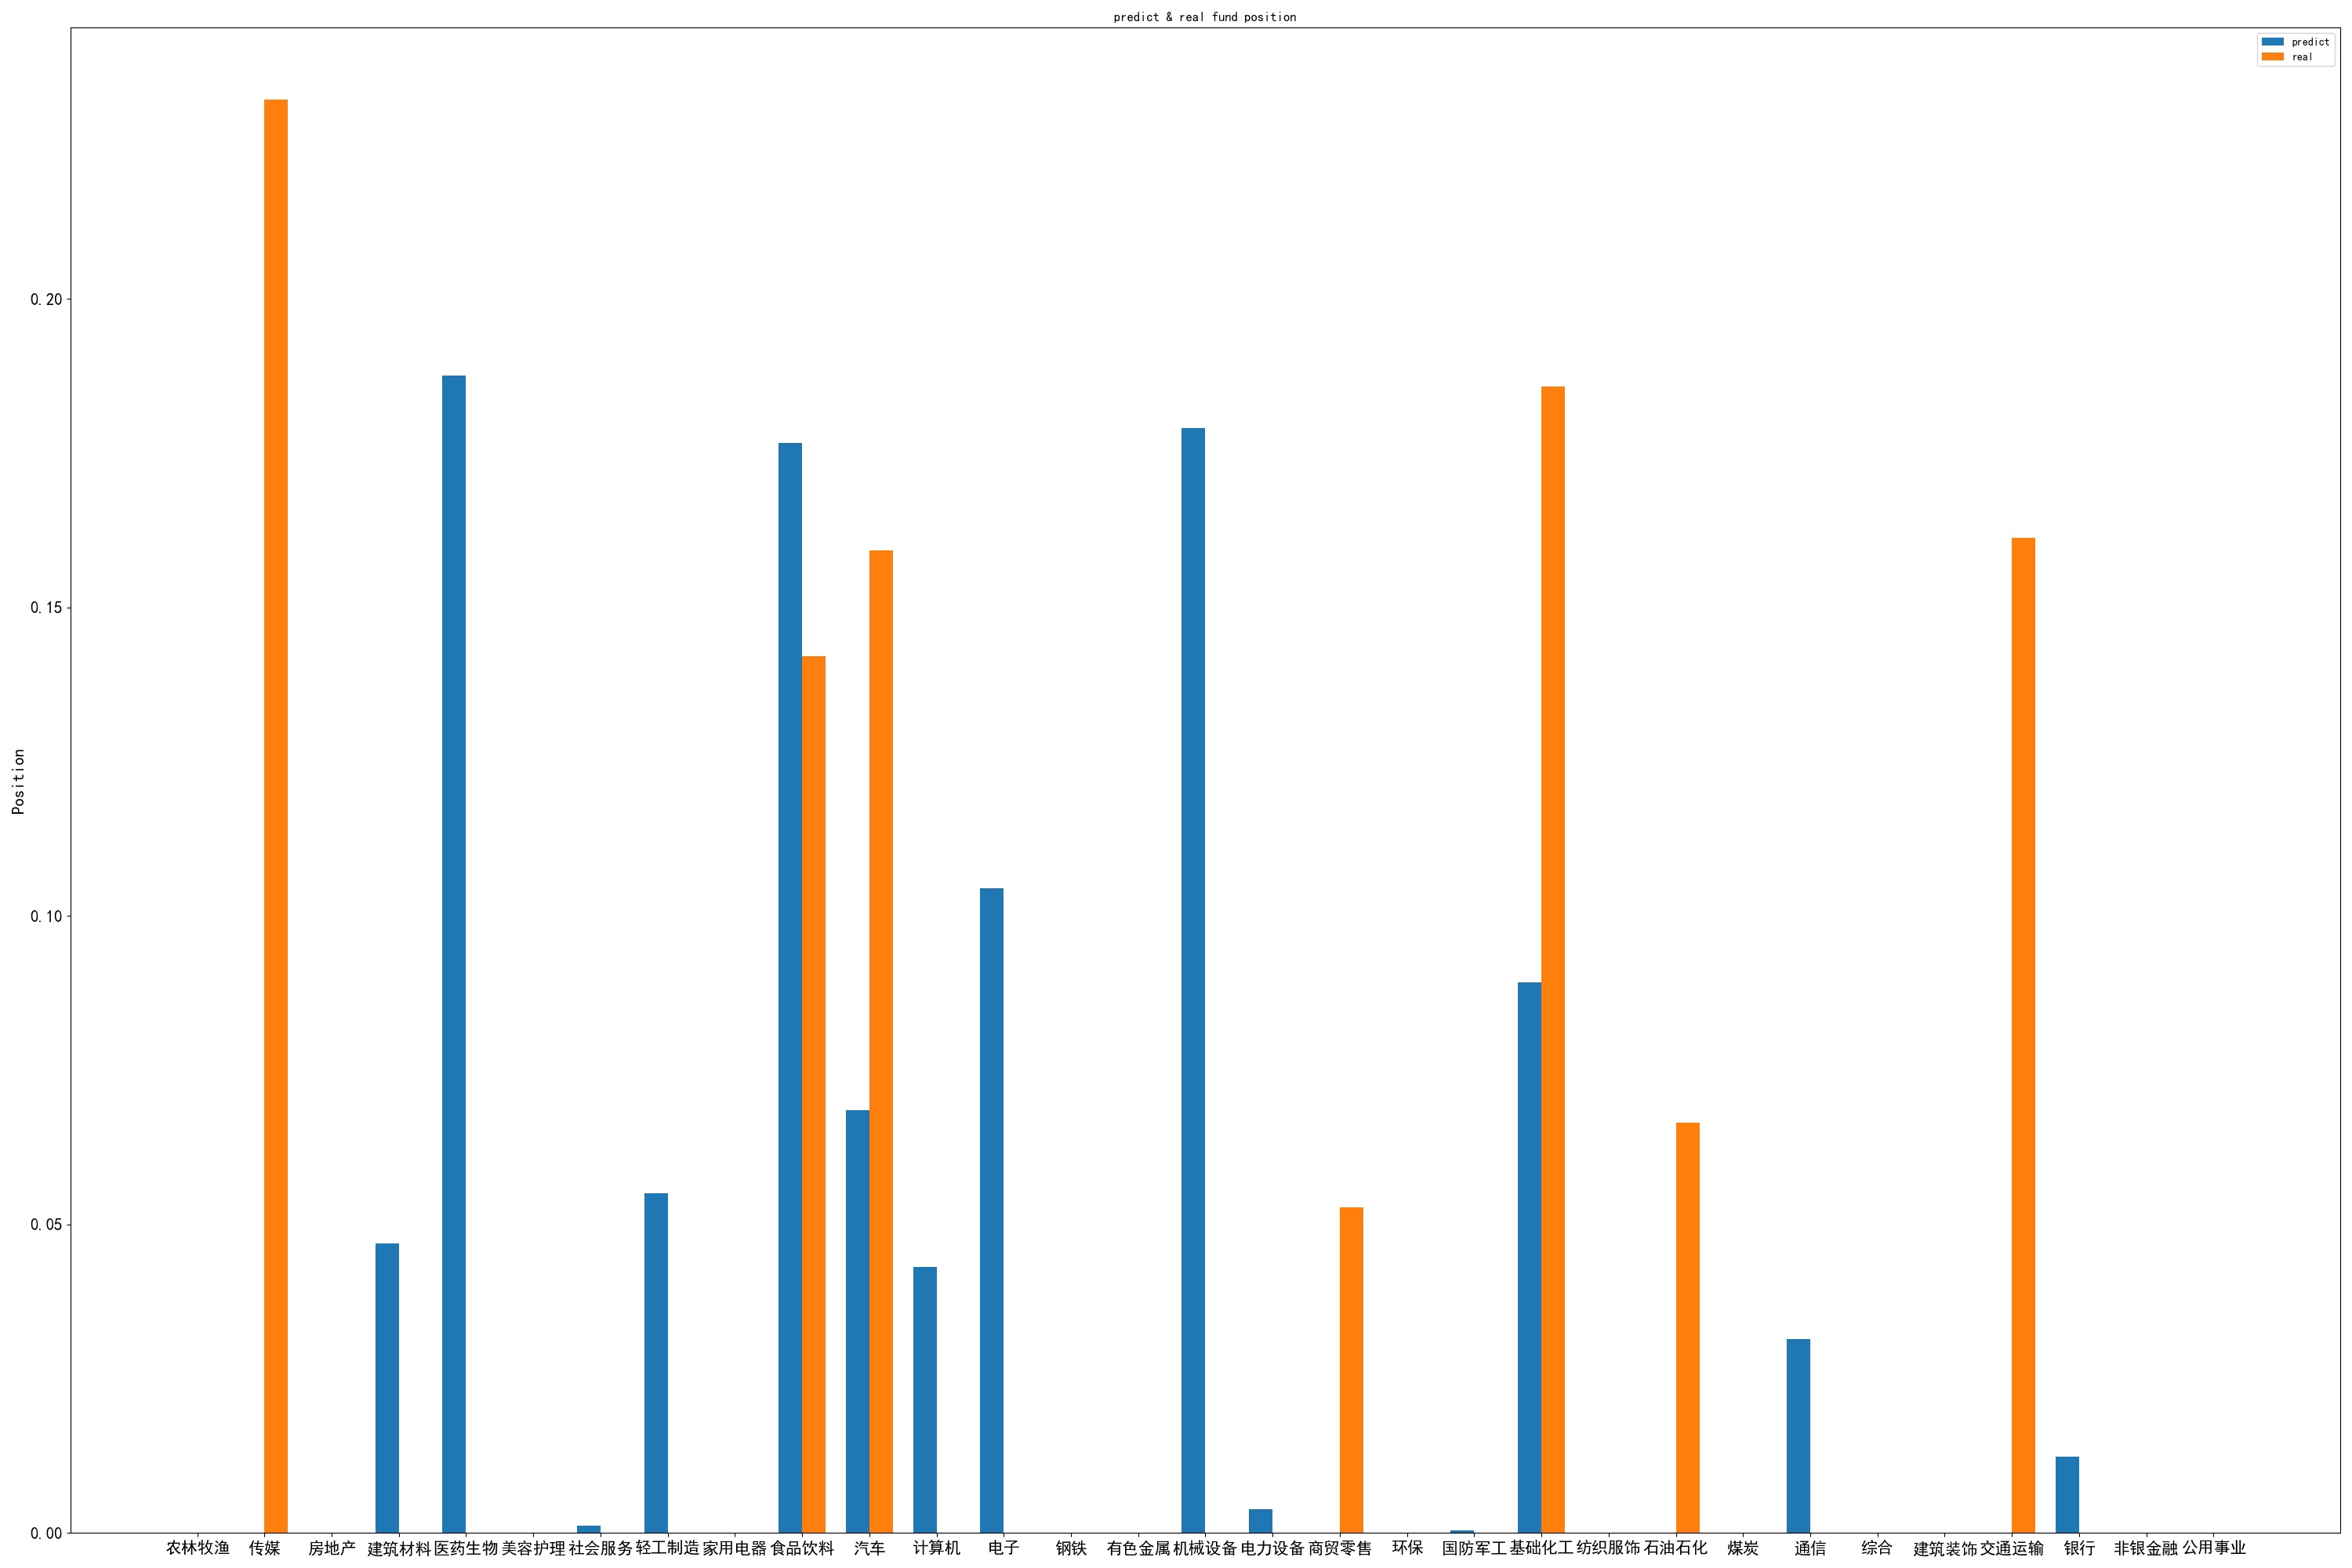 predict & real fund position
predict
real
0.20
0.15
0.10
0.05
0.00
Position
农林牧渔 传媒 房地产 建筑材料 医药生物 美容护理 社会服务 轻工制造 家用电器 食品饮料 汽车 计算机 电子 钢铁 有色金属 机械设备 电力设备 商贸零售 环保 国防军工 基础化工 纺织服饰 石油石化 煤炭 通信 综合 建筑装饰 交通运输 银行 非银金融 公用事业